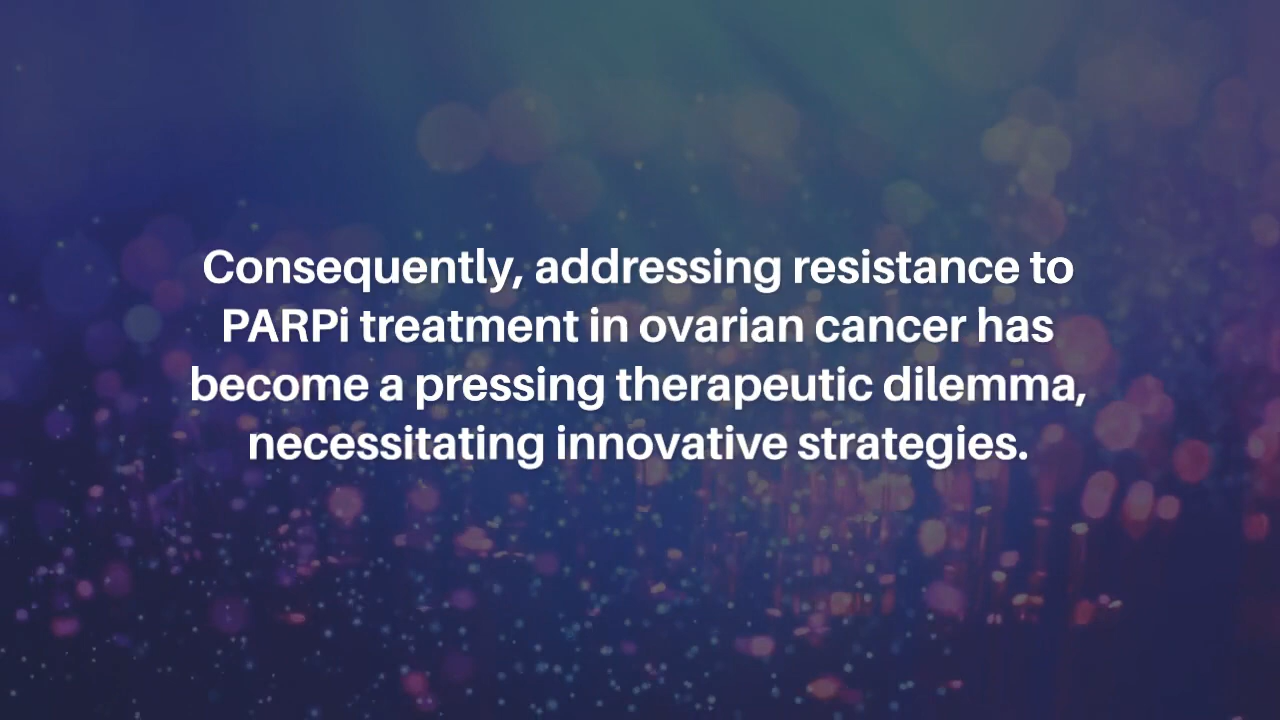 Consequently, addressing resistance to
PARPi treatment in ovarian cancer has
become a pressing therapeutic dilemma,
necessitating innovative strategies.